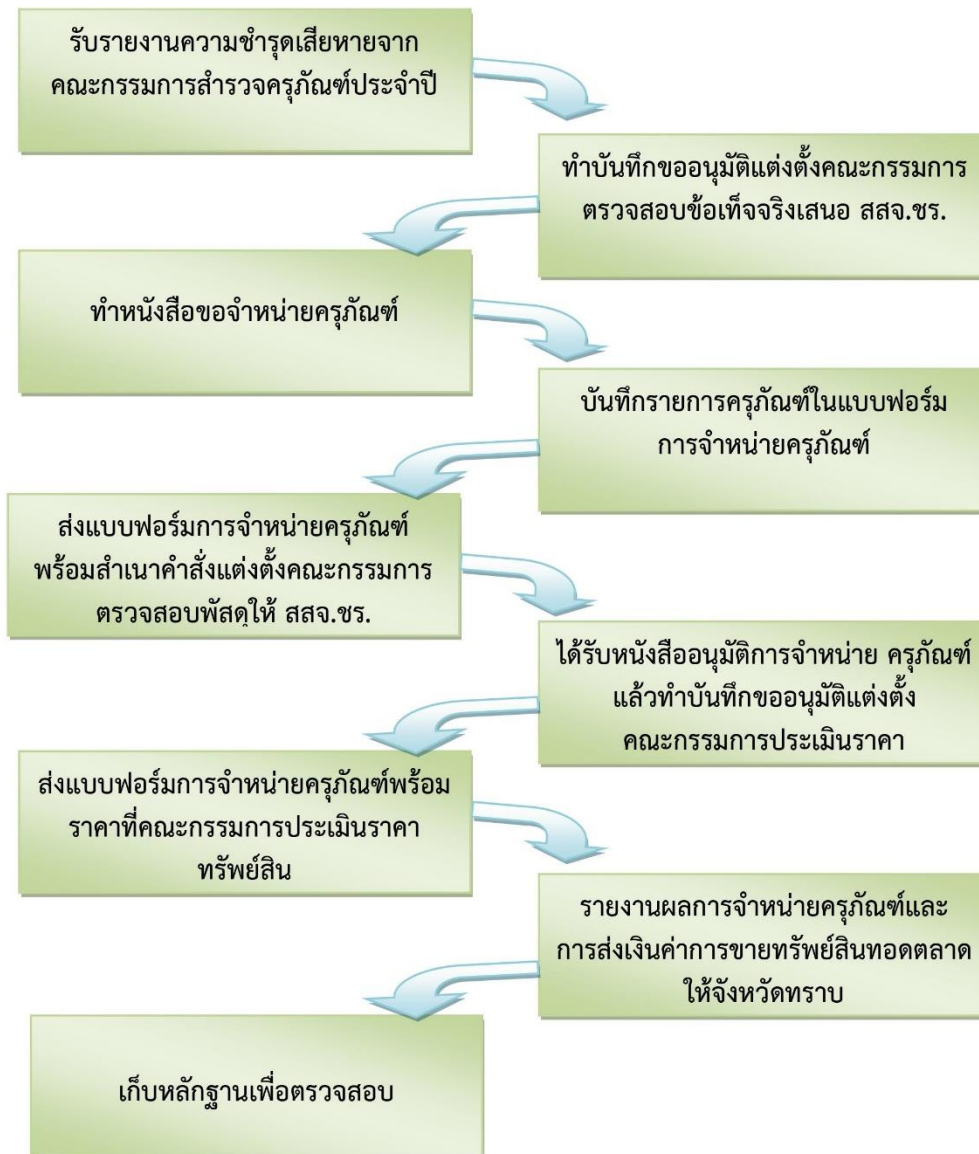 รับรายงานความชำรุดเสียหายจาก
คณะกรรมการสำรวจครุภัณฑ์ประจำปี
ทำบันทึกขออนุมัติแต่งตั้งคณะกรรมการ
ตรวจสอบข้อเท็จจริงเสนอ สสจ.ชร.
ทำหนังสือขอจำหน่ายครุภัณฑ์
บันทึกรายการครุภัณฑ์ในแบบฟอร์ม
การจำหน่ายครุภัณฑ์
ส่งแบบฟอร์มการจำหน่ายครุภัณฑ์
พร้อมสำเนาคำสั่งแต่งตั้งคณะกรรมการ
ตรวจสอบพัสดุให้ สสจ.ชร.
ได้รับหนังสืออนุมัติการจำหน่าย ครุภัณฑ์
แล้วทำบันทึกขออนุมัติแต่งตั้ง
คณะกรรมการประเมินราคา
ส่งแบบฟอร์มการจำหน่ายครุภัณฑ์พร้อม
ราคาที่คณะกรรมการประเมินราคา
ทรัพย์สิน
รายงานผลการจำหน่ายครุภัณฑ์และ
การส่งเงินค่าการขายทรัพย์สินทอดตลาด
ให้จังหวัดทราบ
เก็บหลักฐานเพื่อตรวจสอบ